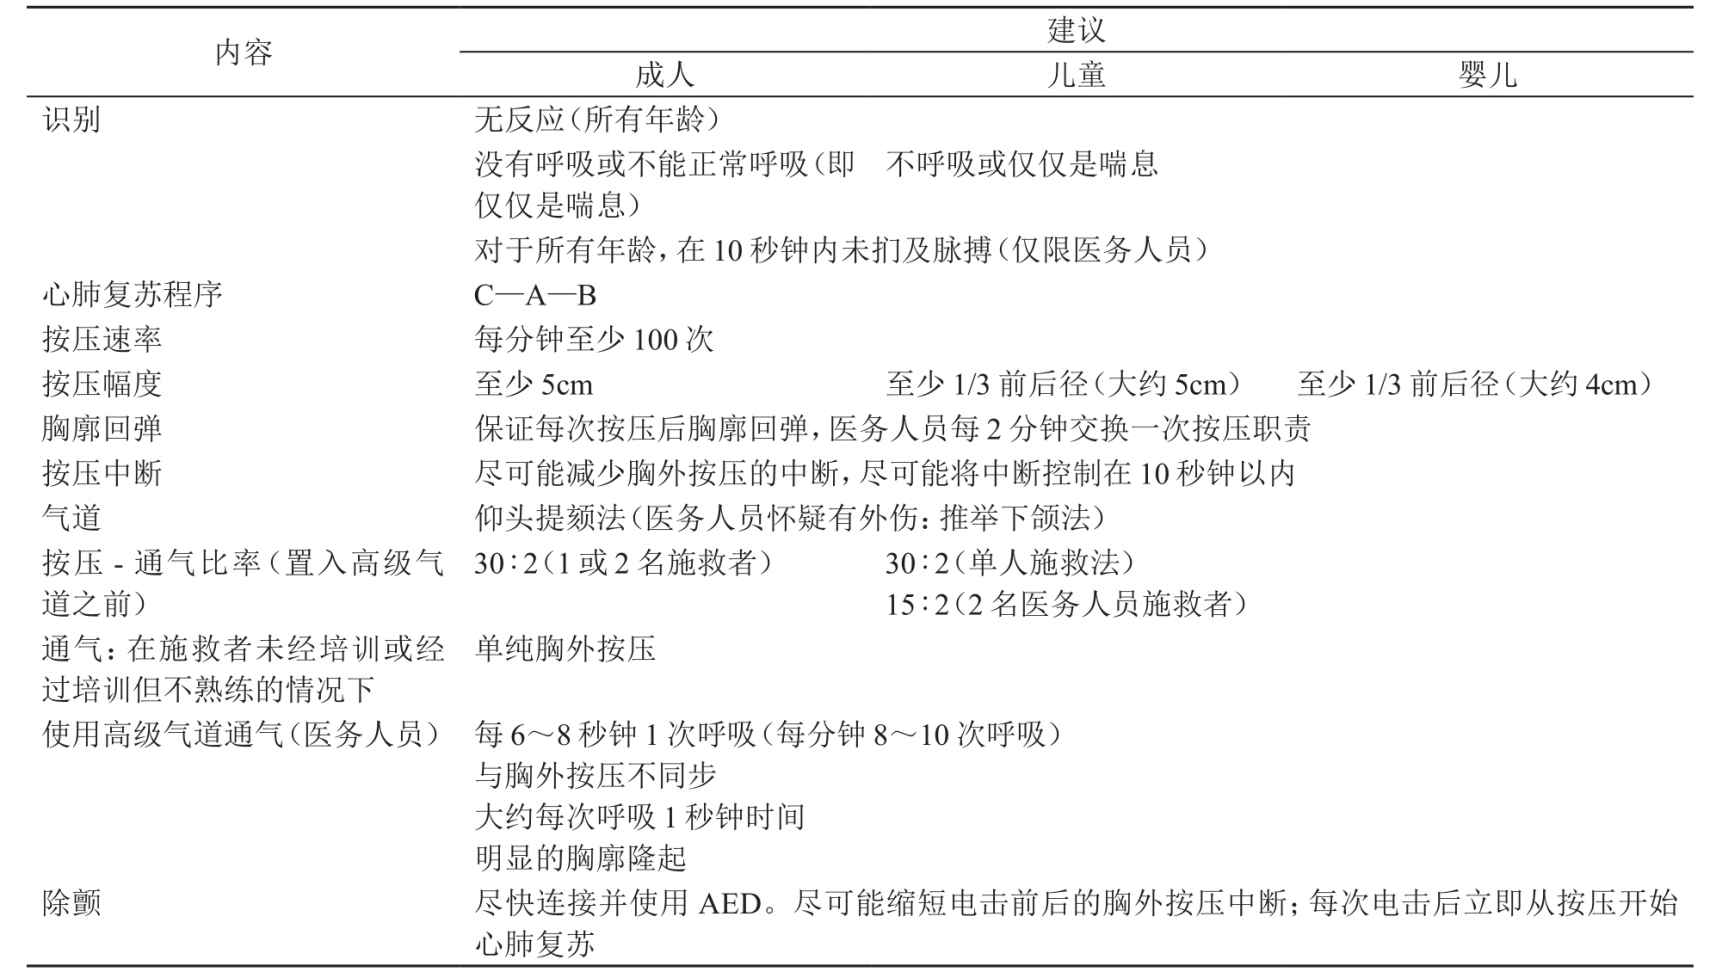 内容
建议
成人 儿童 婴儿
识别 无反应(所有年龄)
没有呼吸或不能正常呼吸(即 不呼吸或仅仅是喘息
仅仅是喘息)
对于所有年龄,在 10 秒钟内未扪及脉搏(仅限医务人员)
心肺复苏程序 C—A—B
按压速率 每分钟至少 100 次
按压幅度 至少 5cm 至少 1/3 前后径(大约 5cm) 至少 1/3 前后径(大约 4cm)
胸廓回弹 保证每次按压后胸廓回弹,医务人员每 2 分钟交换一次按压职责
按压中断 尽可能减少胸外按压的中断,尽可能将中断控制在 10 秒钟以内
气道 仰头提颏法(医务人员怀疑有外伤:推举下颌法)
按压 - 通气比率(置入高级气 30∶2(1 或 2 名施救者) 30∶2(单人施救法)
道之前) 15∶2(2 名医务人员施救者)
通气:在施救者未经培训或经 单纯胸外按压
过培训但不熟练的情况下
使用高级气道通气(医务人员) 每 6～8 秒钟 1 次呼吸(每分钟 8～10 次呼吸)
与胸外按压不同步
大约每次呼吸 1 秒钟时间
明显的胸廓隆起
除颤 尽快连接并使用 AED。尽可能缩短电击前后的胸外按压中断;每次电击后立即从按压开始
心肺复苏